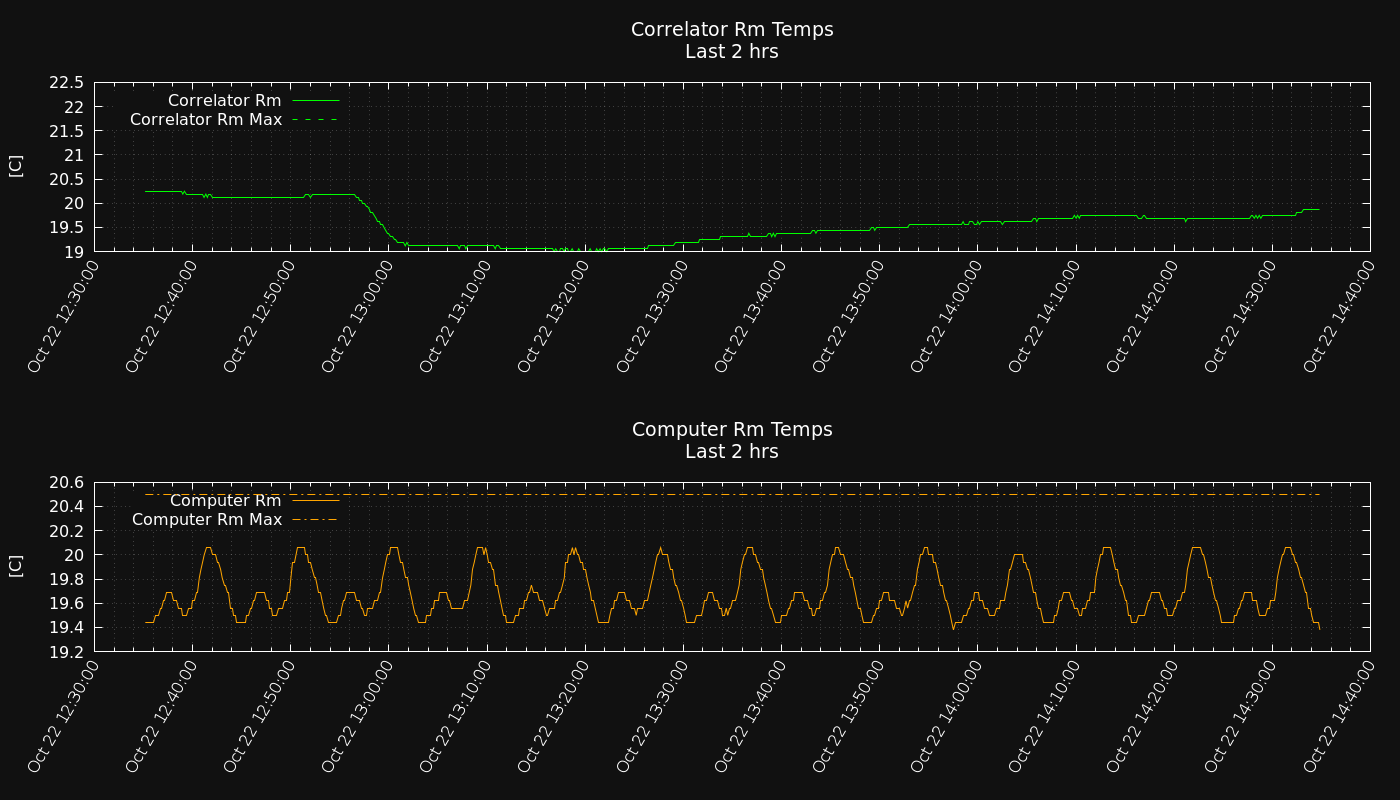 Correlator Rm Temps
Last 2 hrs
22.5
22
21.5
21
20.5
20
19.5
19
[C]
Correlator Rm
Correlator Rm Max
Oct 22 12:30:00
Oct 22 12:40:00
Oct 22 12:50:00
Oct 22 13:00:00
Oct 22 13:10:00
Oct 22 13:20:00
Oct 22 13:30:00
Oct 22 13:40:00
Oct 22 13:50:00
Oct 22 14:00:00
Oct 22 14:10:00
Oct 22 14:20:00
Oct 22 14:30:00
Oct 22 14:40:00
Computer Rm Temps
Last 2 hrs
20.6
20.4
20.2
20
19.8
19.6
19.4
19.2
[C]
Computer Rm
Computer Rm Max
Oct 22 12:30:00
Oct 22 12:40:00
Oct 22 12:50:00
Oct 22 13:00:00
Oct 22 13:10:00
Oct 22 13:20:00
Oct 22 13:30:00
Oct 22 13:40:00
Oct 22 13:50:00
Oct 22 14:00:00
Oct 22 14:10:00
Oct 22 14:20:00
Oct 22 14:30:00
Oct 22 14:40:00